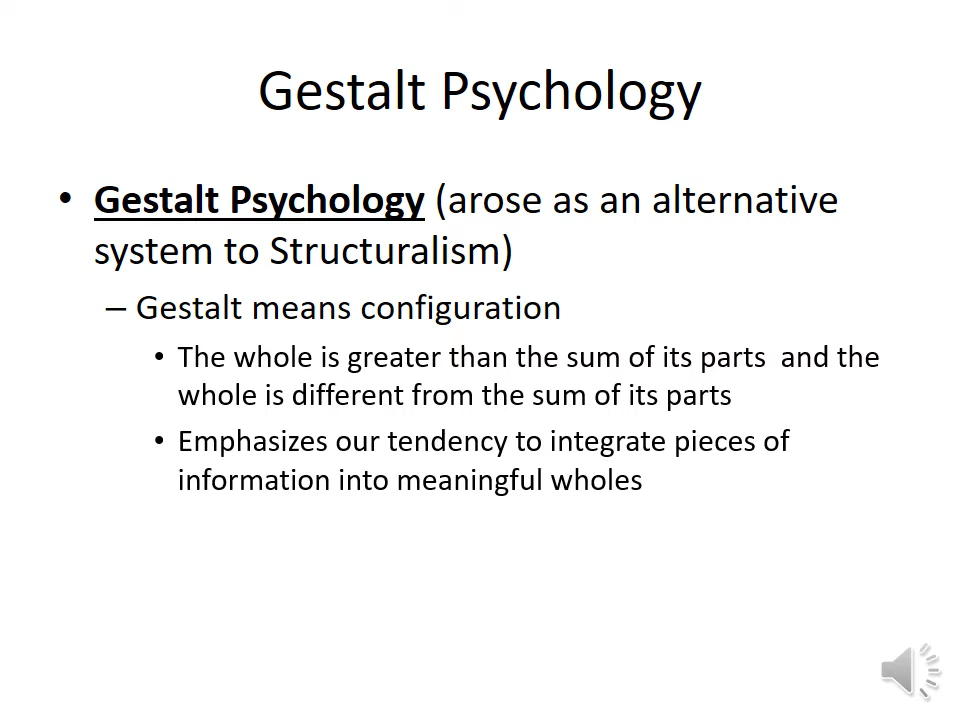 Gestalt Psychology
• Gestalt Psychology (arose as an alternative
system to Structuralism)
– Gestalt means configuration
• The whole is greater than the sum of its parts  and the
whole is different from the sum of its parts
• Emphasizes our tendency to integrate pieces of
information into meaningful wholes